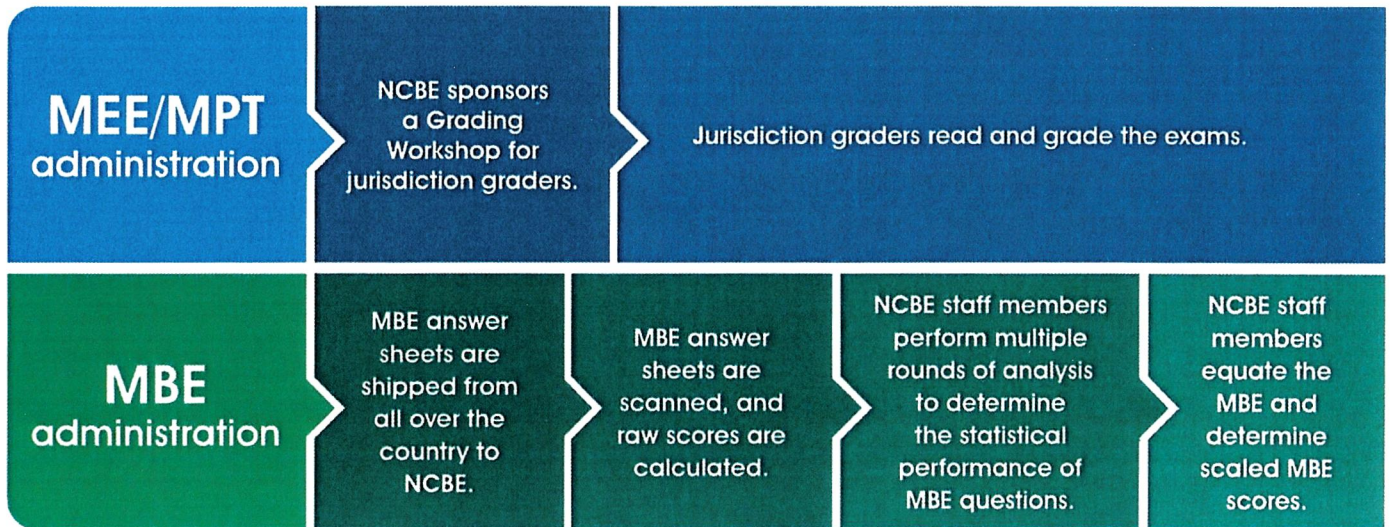 MEE/MPT
administration
NCBE sponsors
a Grading
Workshop for
jurisdiction graders.
Jurisdiction graders read and grade the exams.
MBE
administration
MBE answer
sheets are
shipped from
all over the
country to
NCBE.
MBE answer
sheets are
scanned, and
raw scores are
calculated.
NCBE staff members
perform multiple
rounds of analysis
to determine
the statistical
performance of
MBE questions.
NCBE staff
members
equate the
MBE and
determine
scaled MBE
scores.